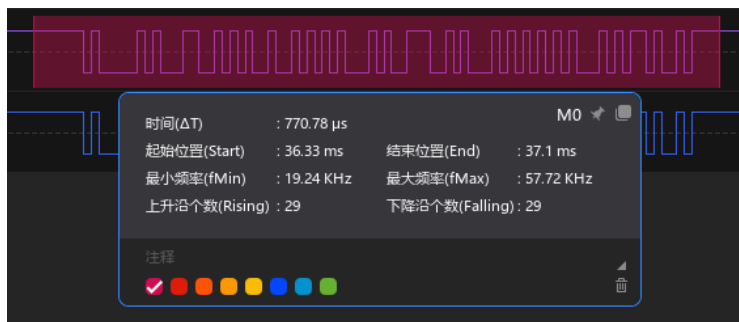 M0
时间(ΔT) : 770.78 μs
起始位置(Start) : 36.33 ms 结束位置(End) : 37.1 ms
最小频率(fMin) : 19.24 KHz 最大频率(fMax) : 57.72 KHz
上升沿个数(Rising) : 29 下降沿个数(Falling) : 29
注释